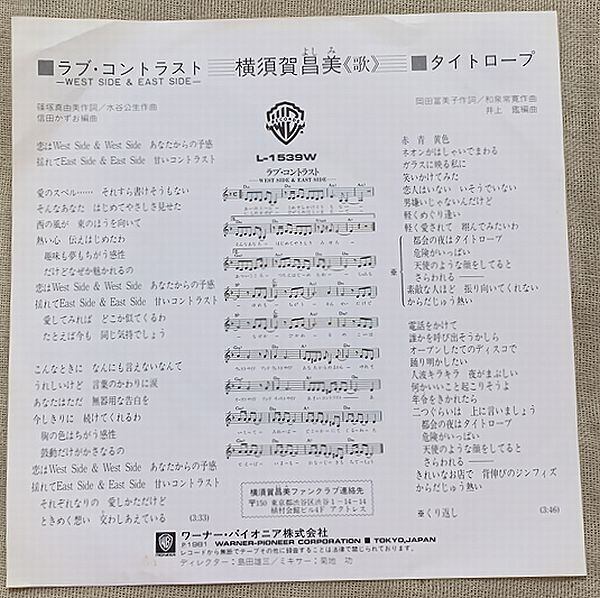 ■ラブ・コントラスト
—WEST SIDE & EAST SIDE—
横須賀昌美《歌》
よしみ
■タイトロープ
篠塚真由美作詞／水谷公生作曲
信田かずお編曲
恋はWest Side & West Side あなたからの予感
揺れてEast Side & East Side 甘いコントラスト
愛のスペル…… それすら書けそうもない
そんなあなた はじめてやさしさ見せた
西の風が 東のほうを向いて
熱い心 伝えはじめたわ
趣味も夢もちがう感性
だけどなぜか魅かれるの
恋はWest Side & West Side あなたからの予感
揺れてEast Side & East Side 甘いコントラスト
愛してみれば どこか似てくるわ
たとえば今も 同じ気持でしょう
こんなときに なんにも言えないなんて
うれしいけど 言葉のかわりに涙
あなたはただ 無器用な告白を
今しきりに 続けてくれるわ
胸の色はちがう感性
鼓動だけがかさなるの
恋はWest Side & West Side あなたからの予感
揺れてEast Side & East Side 甘いコントラスト
それぞれなりの 愛しかただけど
ときめく想い 交わしあえている
(3:33)
L-1539W
ラブ・コントラスト
—WEST SIDE & EAST SIDE—
横須賀昌美ファンクラブ連絡先
〒150 東京都渋谷区渋谷1-14-14
植村会館ビル4F アクトレス
岡田冨美子作詞／和泉常寛作曲
井上 鑑編曲
赤 青 黄色
ネオンがはしゃいでまわる
ガラスに映る私に
笑いかけてみた
恋人はない いそうでいない
男嫌いじゃないんだけど
軽くめぐり逢い
軽く愛されて 翔んでみたいわ
都会の夜はタイトロープ
危険がいっぱい
天使のような顔をしてると
さらわれる——
※
素敵な人ほど 振り向いてくれない
からだじゅう熱い
電話をかけて
誰かを呼び出そうかしら
オープンしたてのディスコで
踊り明かしたい
人波キラキラ 夜がまぶしい
何かいいこと起こりそうよ
年令をきかれたら
二つぐらいは 上に言いましょう
都会の夜はタイトロープ
危険がいっぱい
天使のような顔をしてると
さらわれる——
きれいなお店で 背伸びのジンフィズ
からだじゅう熱い
※くり返し
(3:46)
ワーナー・パイオニア株式会社
Ⓟ1981 WARNER-PIONEER CORPORATION ■ TOKYO, JAPAN
レコードから無断でテープその他に録音することは法律で禁じられております。
ディレクター：島田雄三／ミキサー：菊地 功